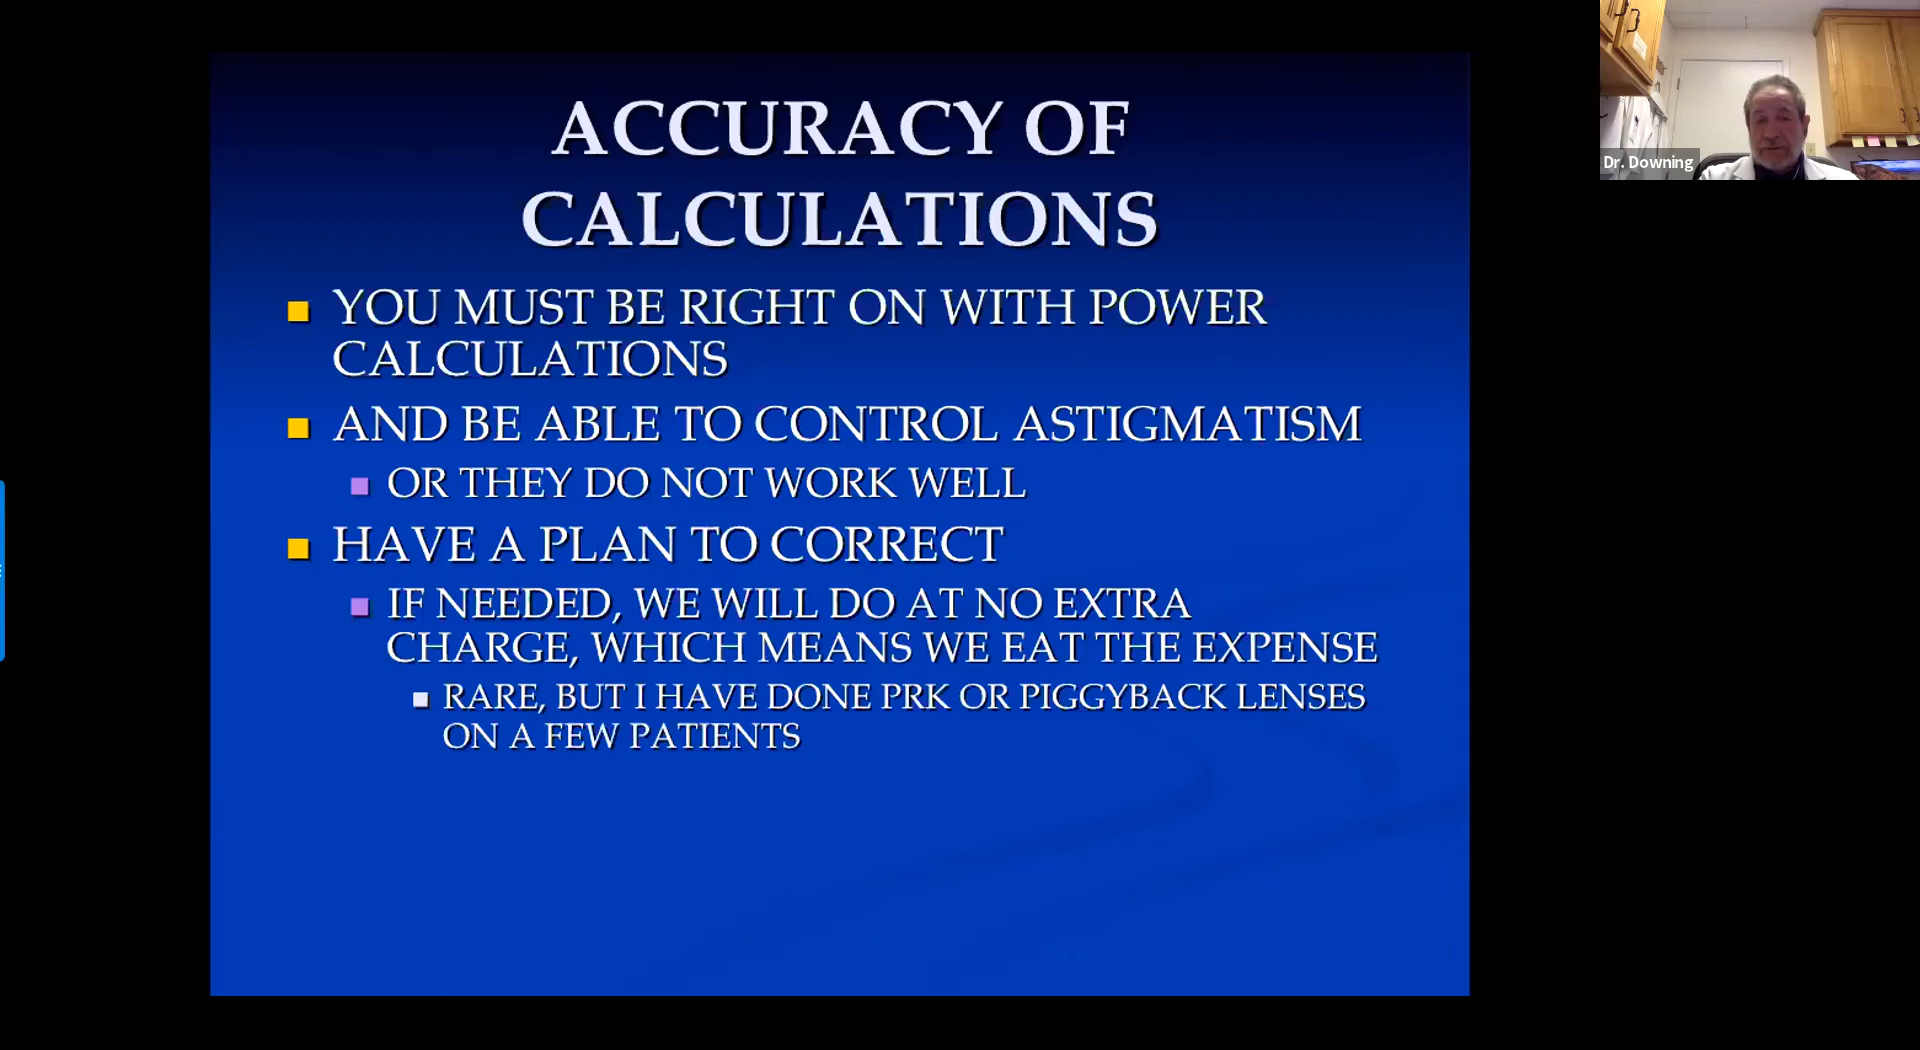 ACCURACY OF
CALCULATIONS
YOU MUST BE RIGHT ON WITH POWER
CALCULATIONS
AND BE ABLE TO CONTROL ASTIGMATISM
OR THEY DO NOT WORK WELL
HAVE A PLAN TO CORRECT
IF NEEDED, WE WILL DO AT NO EXTRA
CHARGE, WHICH MEANS WE EAT THE EXPENSE
RARE, BUT I HAVE DONE PRK OR PIGGYBACK LENSES
ON A FEW PATIENTS
Dr. Downing